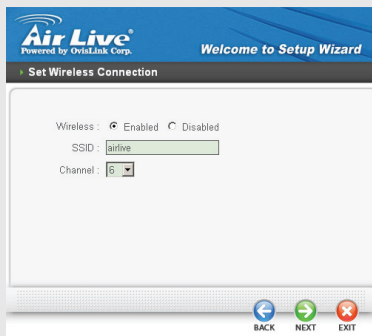 Air Live®
Powered by OvisLink Corp.
Welcome to Setup Wizard
Set Wireless Connection
Wireless : Enabled Disabled
SSID : airlive
Channel : 6
BACK NEXT EXIT